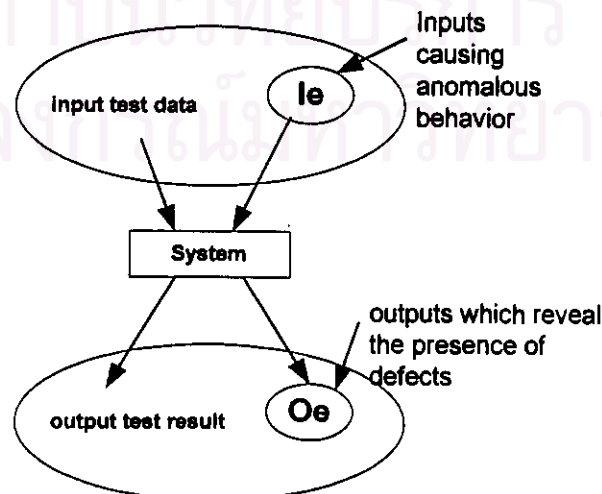 Inputs
causing
anomalous
behavior
Ie
input test data
System
outputs which reveal
the presence of
defects
Oe
output test result